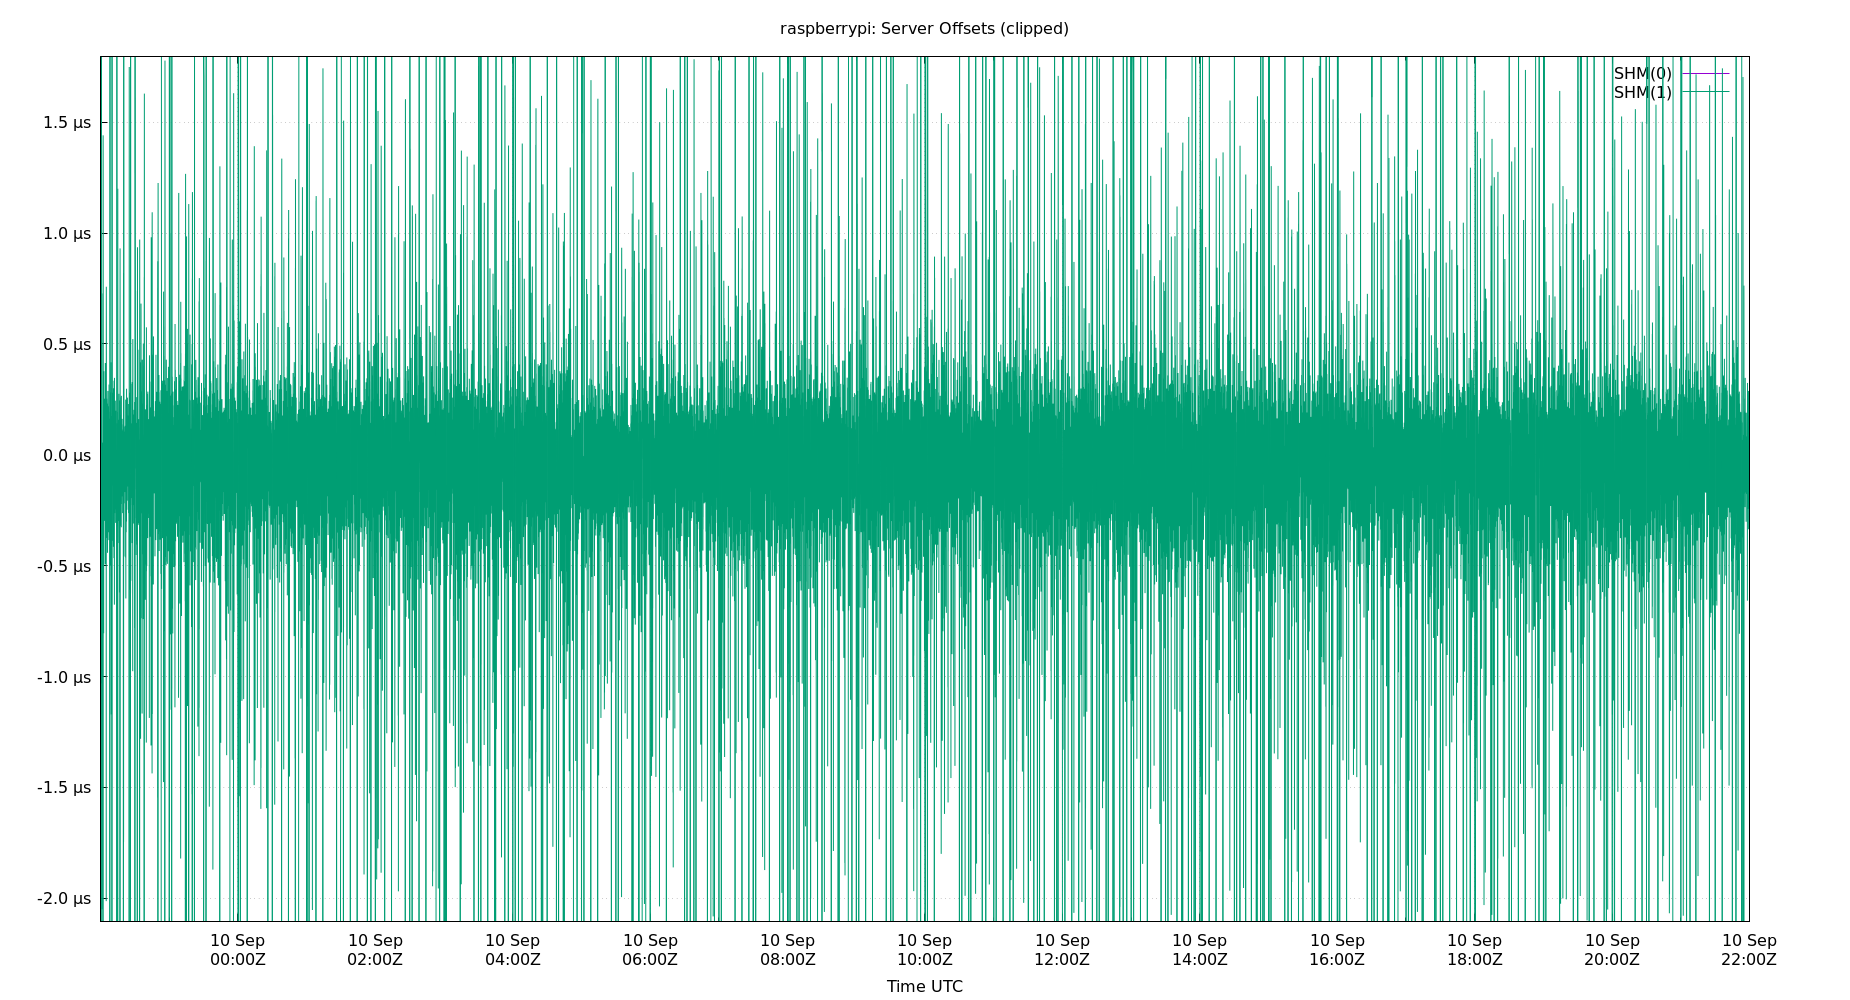 raspberrypi: Server Offsets (clipped)
SHM(0)
SHM(1)
1.5 µs
1.0 µs
0.5 µs
0.0 µs
-0.5 µs
-1.0 µs
-1.5 µs
-2.0 µs
10 Sep 10 Sep 10 Sep 10 Sep 10 Sep 10 Sep 10 Sep 10 Sep 10 Sep 10 Sep 10 Sep 10 Sep
00:00Z 02:00Z 04:00Z 06:00Z 08:00Z 10:00Z 12:00Z 14:00Z 16:00Z 18:00Z 20:00Z 22:00Z
Time UTC